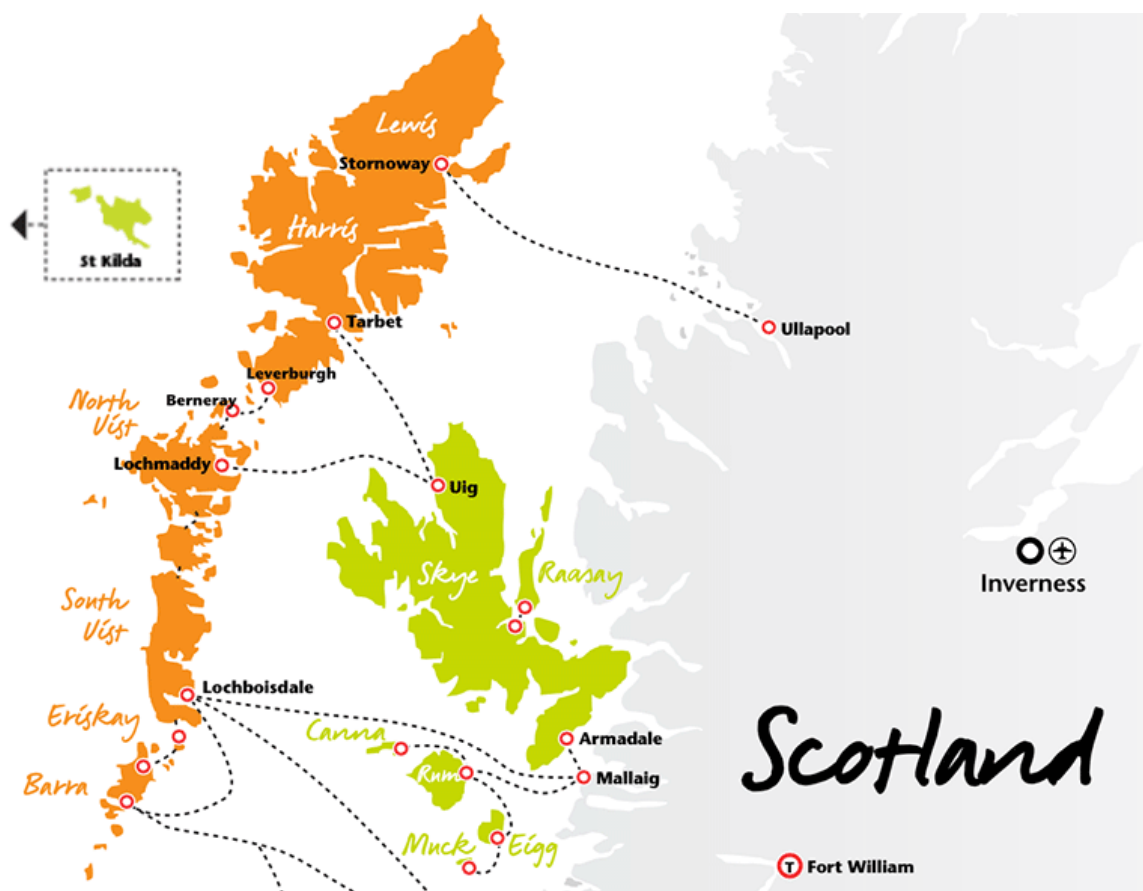 Lewis
Stornoway
St Kilda
Harris
Tarbet
Ullapool
Leverburgh
Berneray
North
Uist
Lochmaddy
Uig
Skye
Raasay
Inverness
South
Uist
Lochboisdale
Eriskay
Canna
Armadale
Scotland
Rum
Mallaig
Barra
Muck
Eigg
T
Fort William